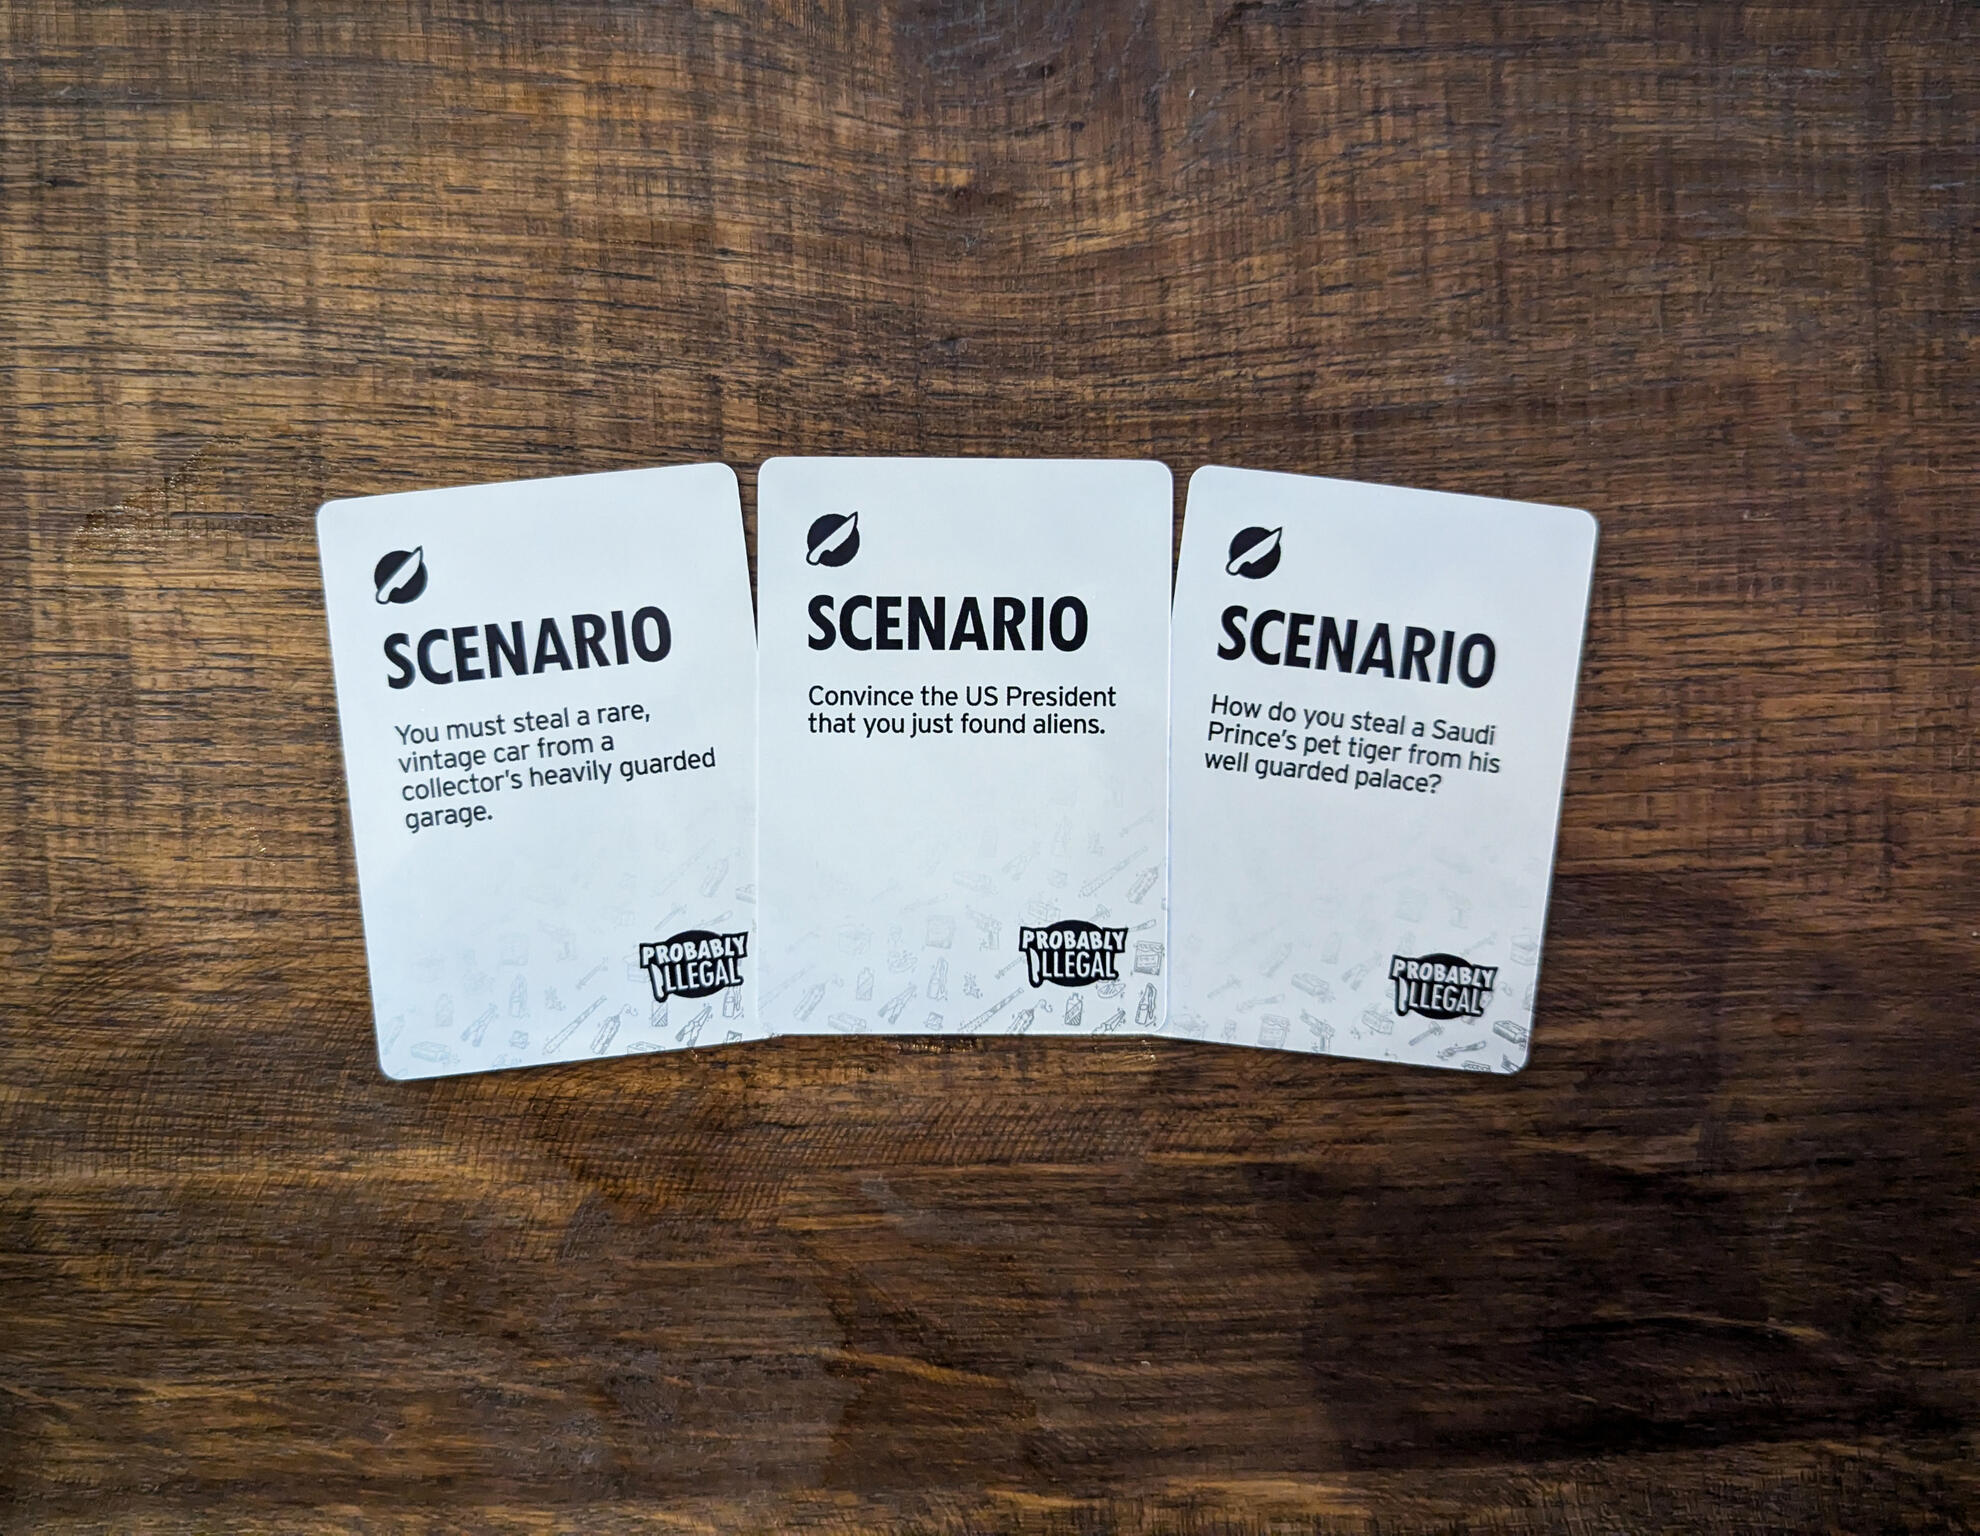 SCENARIO
You must steal a rare,
vintage car from a
collector's heavily guarded
garage.
PROBABLY
ILLEGAL
SCENARIO
Convince the US President
that you just found aliens.
PROBABLY
ILLEGAL
SCENARIO
How do you steal a Saudi
Prince's pet tiger from his
well guarded palace?
PROBABLY
ILLEGAL